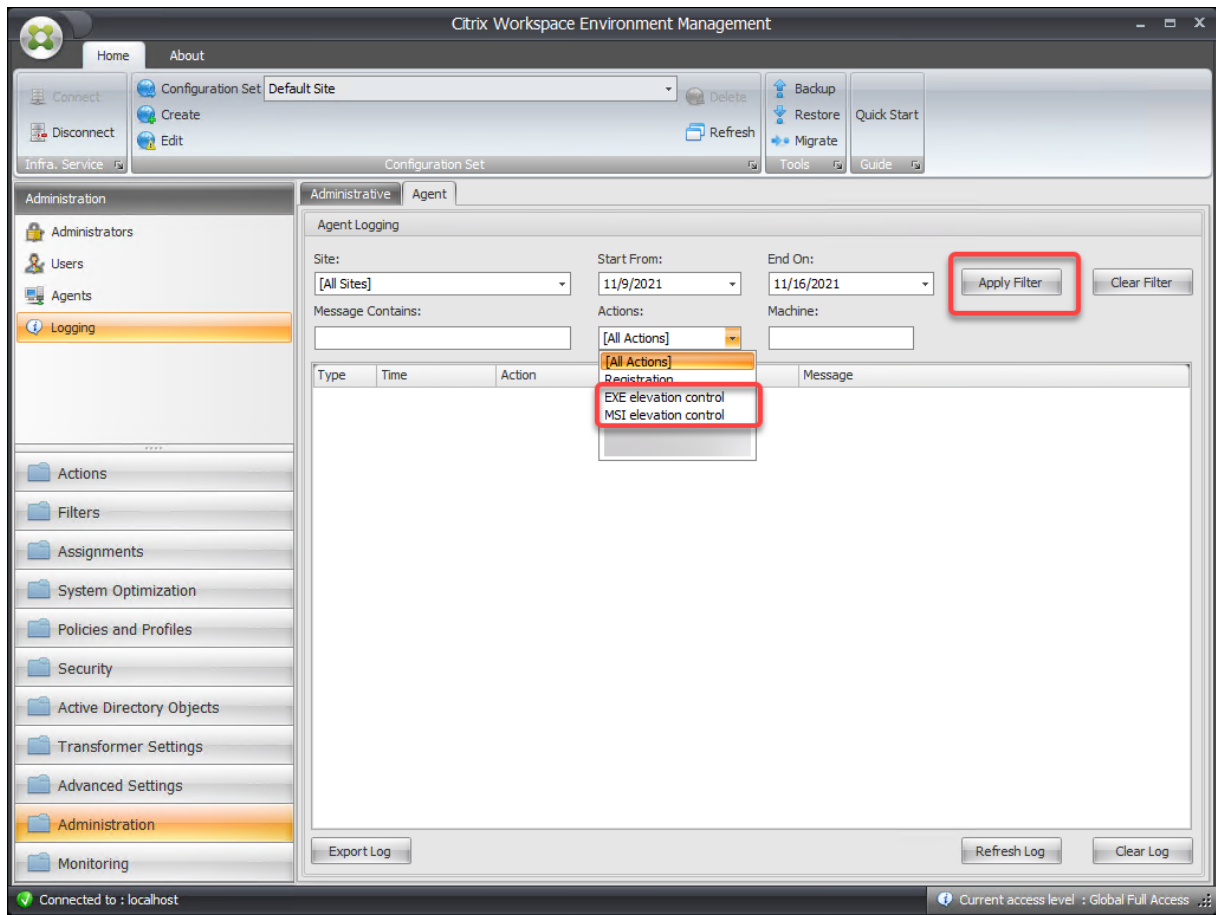 Citrix Workspace Environment Management
Home About
Connect
Disconnect
Infra. Service
Configuration Set Default Site
Create
Edit
Delete
Refresh
Configuration Set
Backup
Restore
Migrate
Tools
Quick Start
Guide
Administration
Administrators
Users
Agents
Logging
Actions
Filters
Assignments
System Optimization
Policies and Profiles
Security
Active Directory Objects
Transformer Settings
Advanced Settings
Administration
Monitoring
Administrative Agent
Agent Logging
Site: Start From: End On:
[All Sites] 11/9/2021 11/16/2021 Apply Filter Clear Filter
Message Contains: Actions: Machine:
[All Actions]
[All Actions]
Registration
EXE elevation control
MSI elevation control
Type Time Action Message
Export Log Refresh Log Clear Log
Connected to : localhost Current access level : Global Full Access